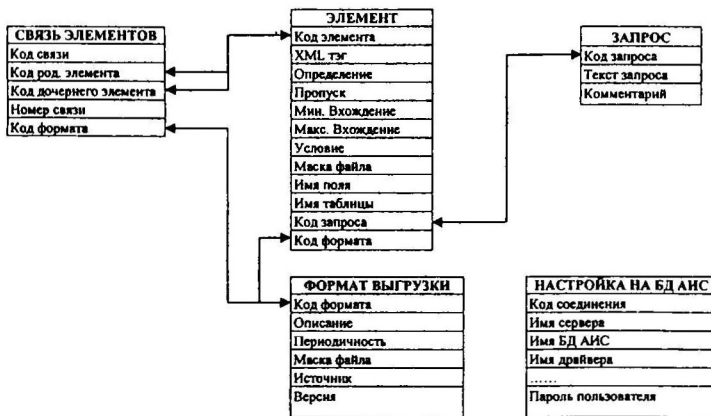 СВЯЗЬ ЭЛЕМЕНТОВ
Код связи
Код род. элемента
Код дочернего элемента
Номер связи
Код формата
ЭЛЕМЕНТ
Код элемента
XML тэг
Определение
Пропуск
Мин. Вхождение
Макс. Вхождение
Условие
Маска файла
Имя поля
Имя таблицы
Код запроса
Код формата
ЗАПРОС
Код запроса
Текст запроса
Комментарий
ФОРМАТ ВЫГРУЗКИ
Код формата
Описание
Периодичность
Маска файла
Источник
Версия
НАСТРОЙКА НА БД АИС
Код соединения
Имя сервера
Имя БД АИС
Имя драйвера
......
Пароль пользователя